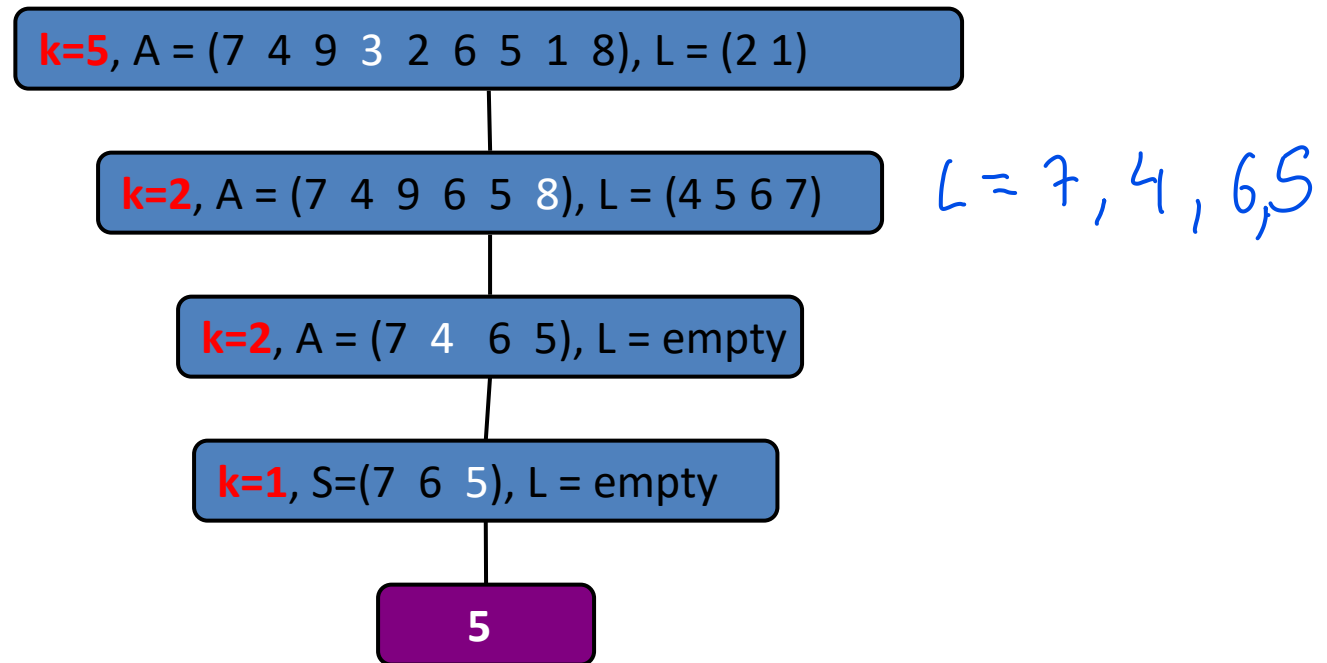 k=5, A = (7 4 9 3 2 6 5 1 8), L = (2 1)
k=2, A = (7 4 9 6 5 8), L = (4 5 6 7)
L = 7, 4, 6,5
k=2, A = (7 4 6 5), L = empty
k=1, S=(7 6 5), L = empty
5